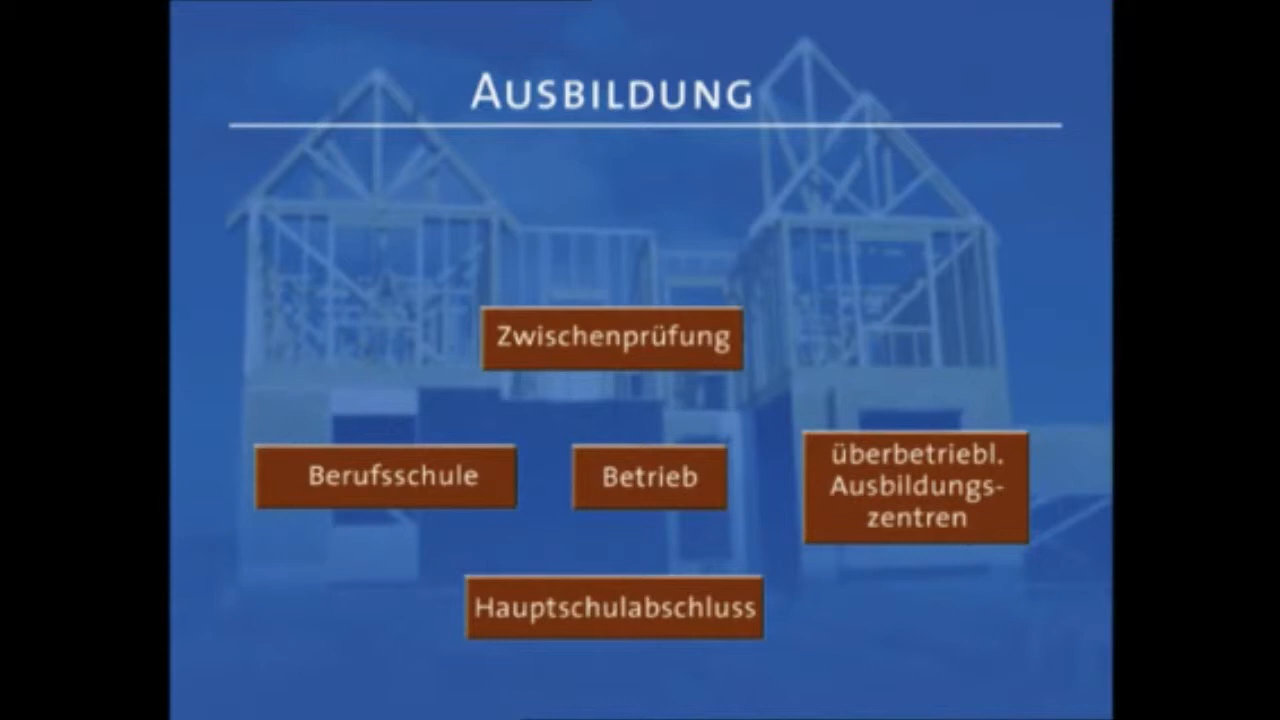 AUSBILDUNG
Zwischenprüfung
Berufsschule
Betrieb
überbetriebl.
Ausbildungs-
zentren
Hauptschulabschluss